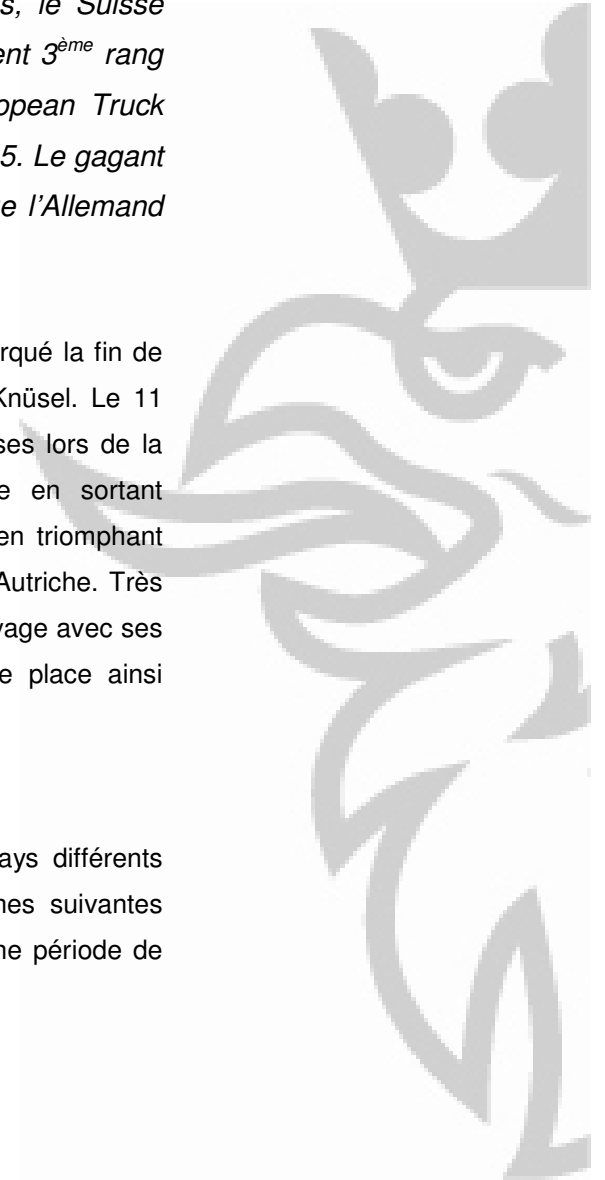 s, le Suisse
ent 3ème rang
opean Truck
5. Le gagant
e l'Allemand
rqué la fin de
Knüsel. Le 11
ses lors de la
e en sortant
en triomphant
Autriche. Très
yage avec ses
e place ainsi
ays différents
nes suivantes
ne période de